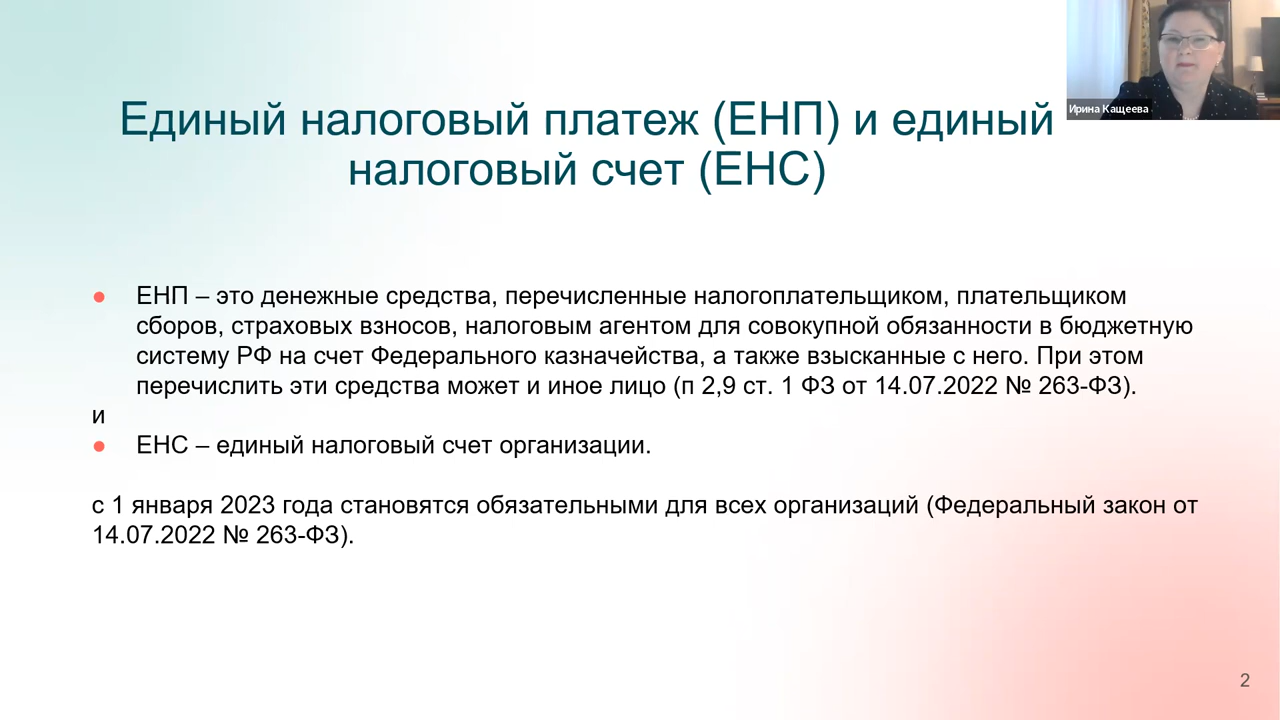 Ирина Кащеева
Единый налоговый платеж (ЕНП) и единый
налоговый счет (ЕНС)
● ЕНП – это денежные средства, перечисленные налогоплательщиком, плательщиком
сборов, страховых взносов, налоговым агентом для совокупной обязанности в бюджетную
систему РФ на счет Федерального казначейства, а также взысканные с него. При этом
перечислить эти средства может и иное лицо (п 2,9 ст. 1 ФЗ от 14.07.2022 № 263-ФЗ).
и
● ЕНС – единый налоговый счет организации.
с 1 января 2023 года становятся обязательными для всех организаций (Федеральный закон от
14.07.2022 № 263-ФЗ).
2